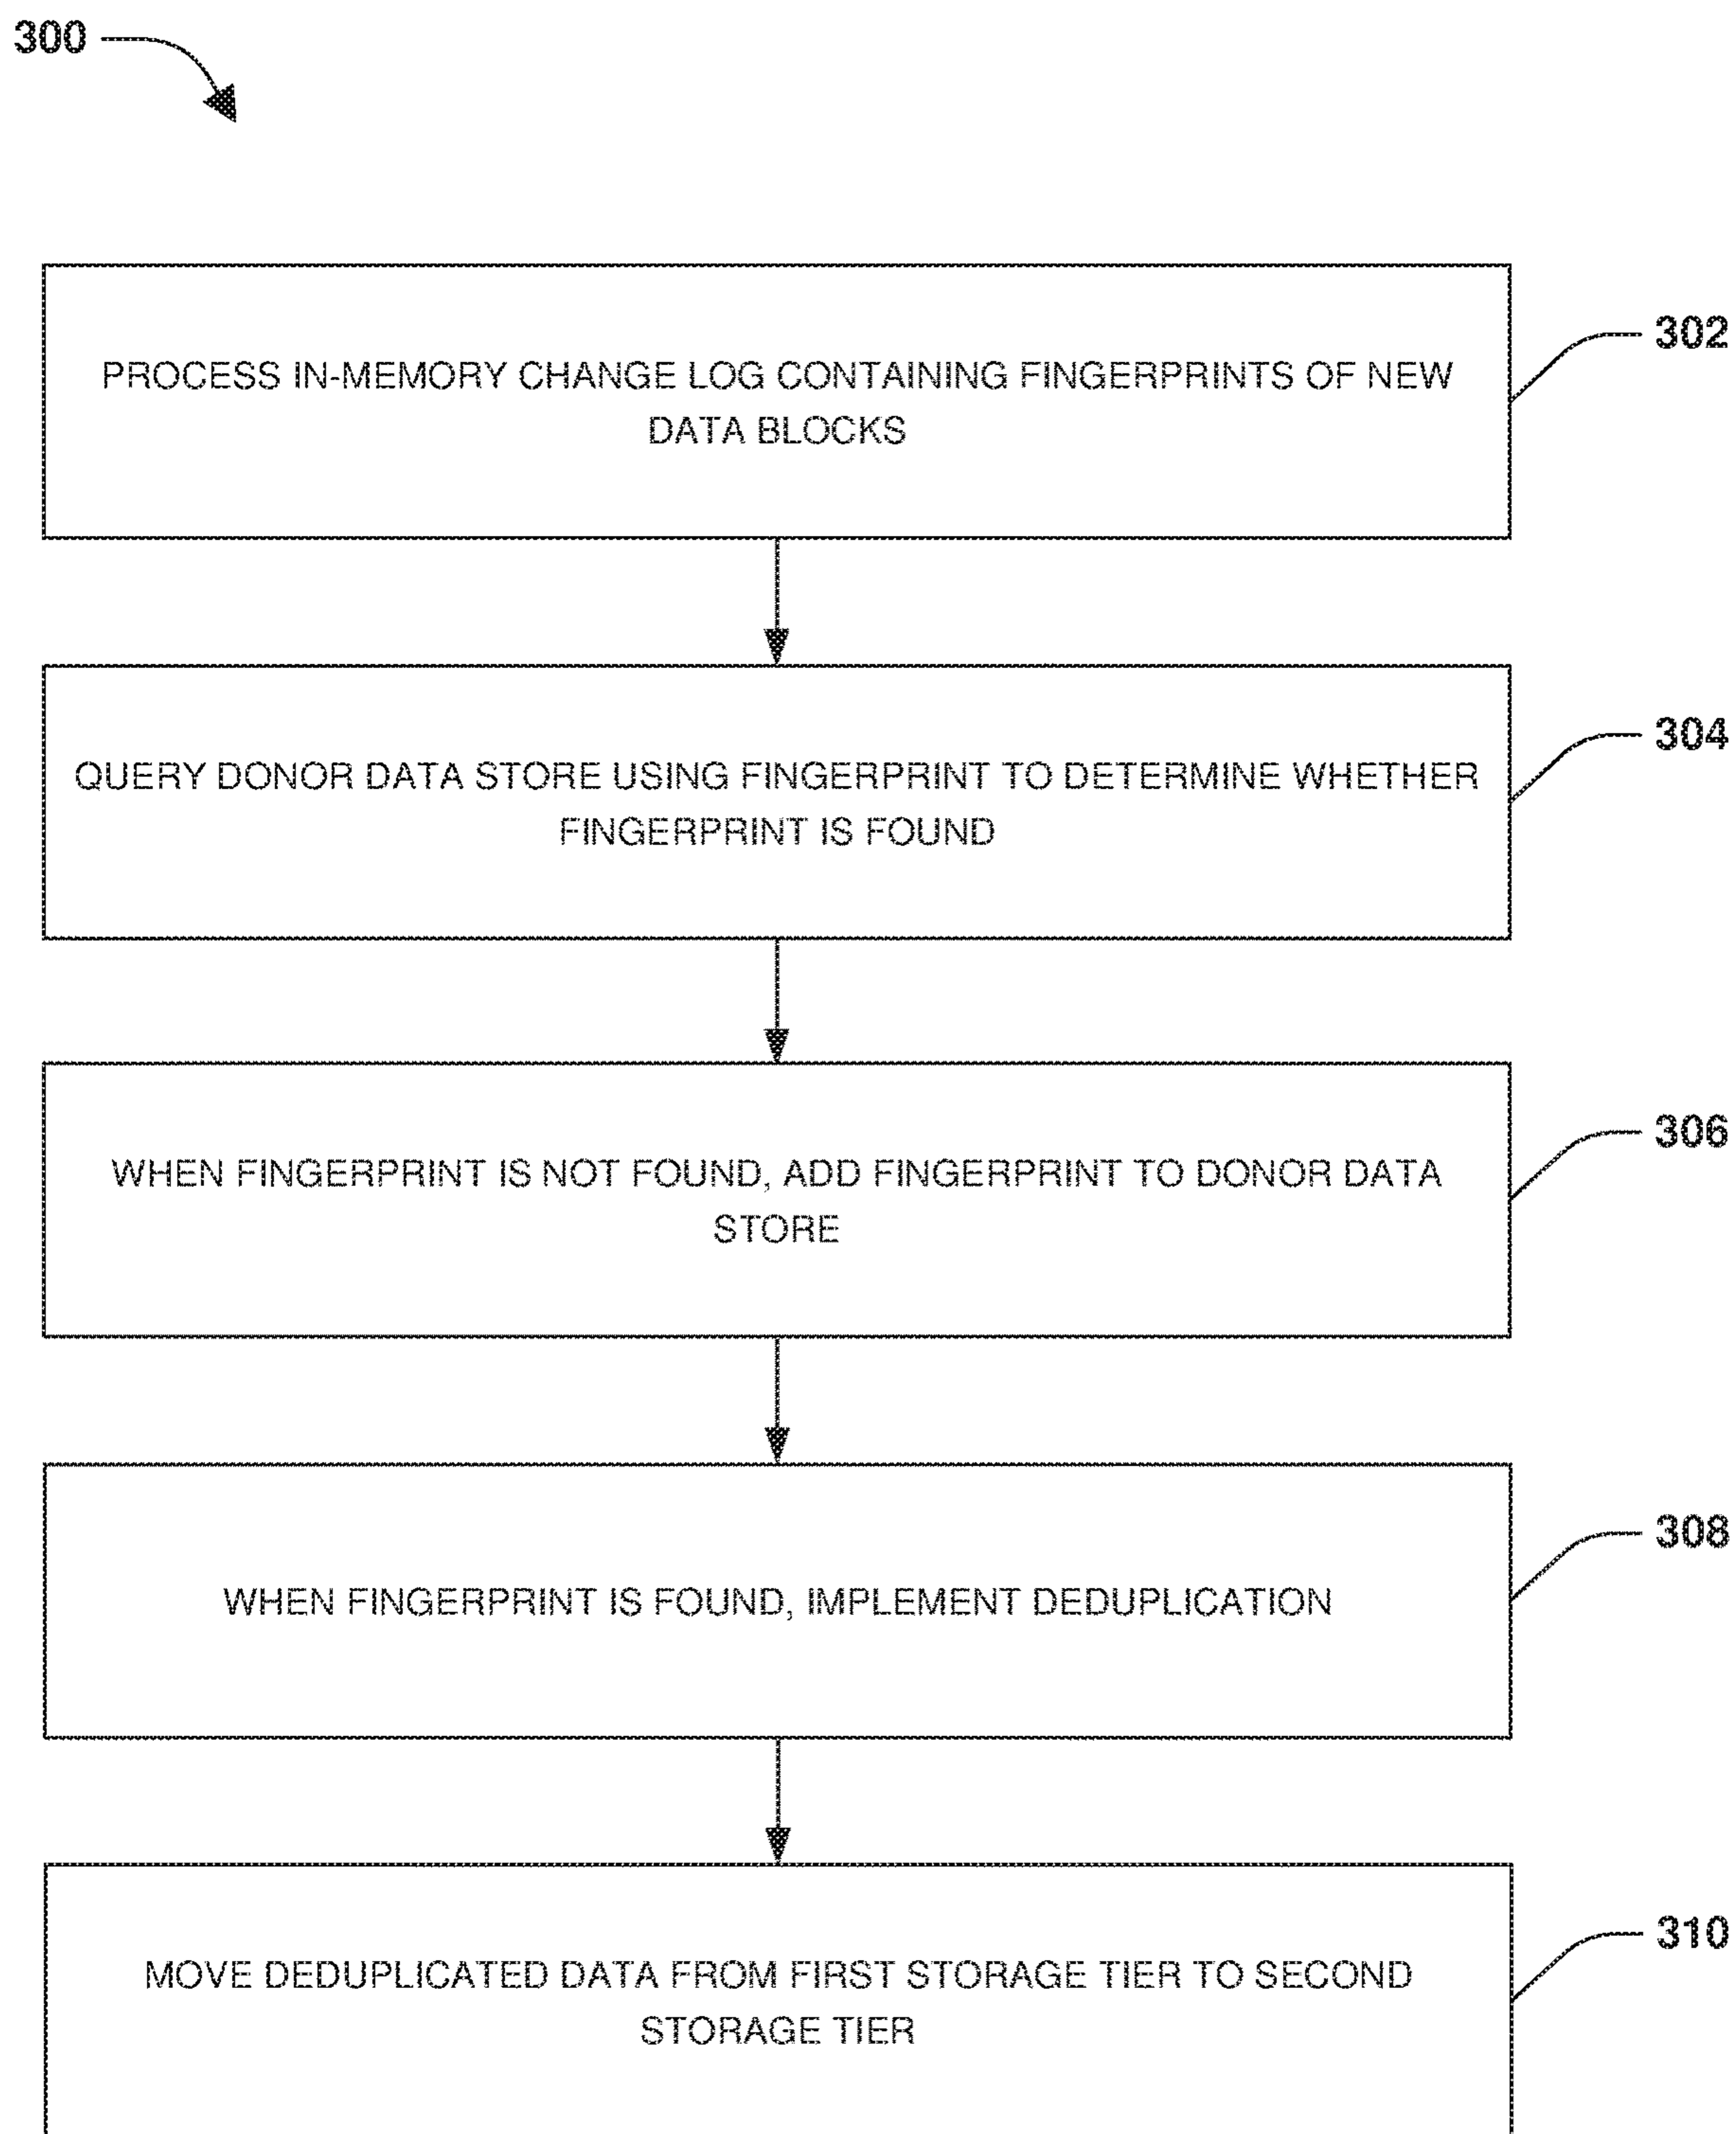 300
PROCESS IN-MEMORY CHANGE LOG CONTAINING FINGERPRINTS OF NEW
DATA BLOCKS
302
QUERY DONOR DATA STORE USING FINGERPRINT TO DETERMINE WHETHER
FINGERPRINT IS FOUND
304
WHEN FINGERPRINT IS NOT FOUND, ADD FINGERPRINT TO DONOR DATA
STORE
306
WHEN FINGERPRINT IS FOUND, IMPLEMENT DEDUPLICATION
308
MOVE DEDUPLICATED DATA FROM FIRST STORAGE TIER TO SECOND
STORAGE TIER
310